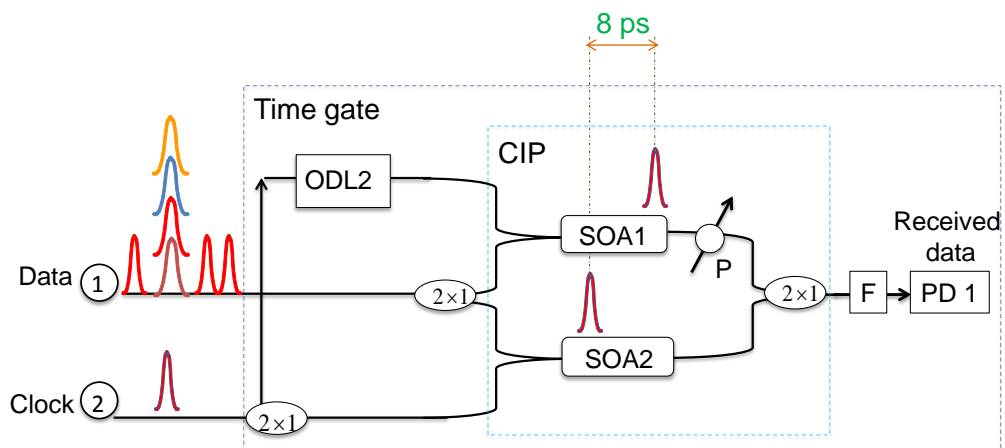 8 ps
Time gate
CIP
ODL2
SOA1
P
Received
data
Data
1
2×1
2×1
F
PD 1
SOA2
Clock
2
2×1